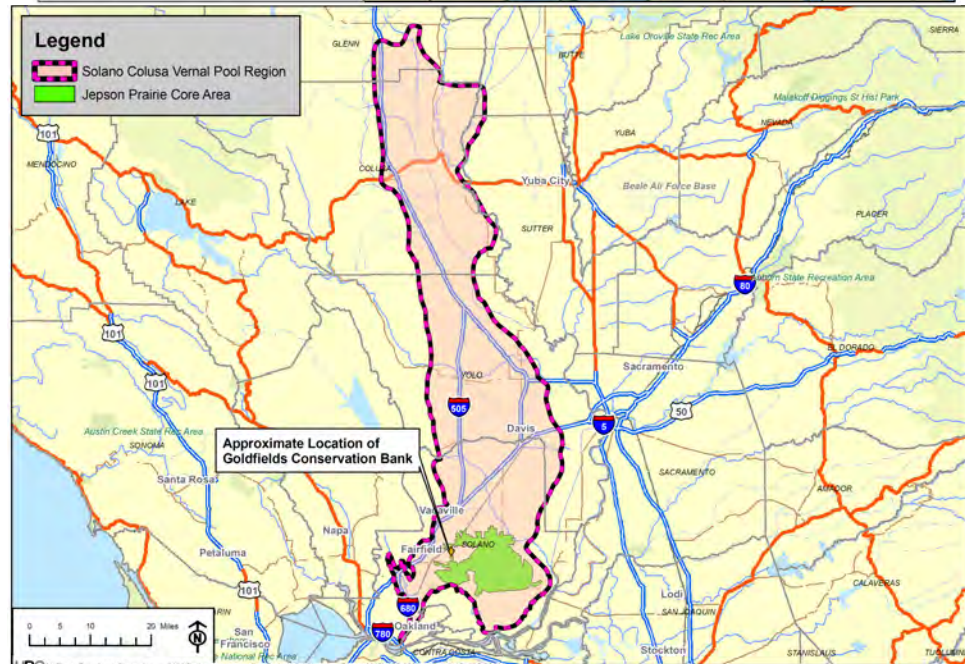 Legend
Solano Colusa Vernal Pool Region
Jepson Prairie Core Area
GLENN
BUTTE
Lake Oroville State Rec Area
SIERRA
Malakoff Diggings St Hist Park
NEVADA
101
MENDOCINO
LAKE
COLUSA
YUBA
Yuba City
Beale Air Force Base
SUTTER
PLACER
State Recreation Area
80
101
101
EL DORADO
YOLO
Sacramento
505
50
5
Davis
Austin Creek State Rec Area
SONOMA
Approximate Location of
Goldfields Conservation Bank
SACRAMENTO
Santa Rosa
AMADOR
Vacaville
Napa
Petaluma
Fairfield
SOLANO
101
CALAVERAS
680
Lodi
SAN JOAQUIN
0 5 10 20 Miles
N
San
Francisco
780
Oakland
CONTRA COSTA
Stockton
STANISLAUS
National Rec Area